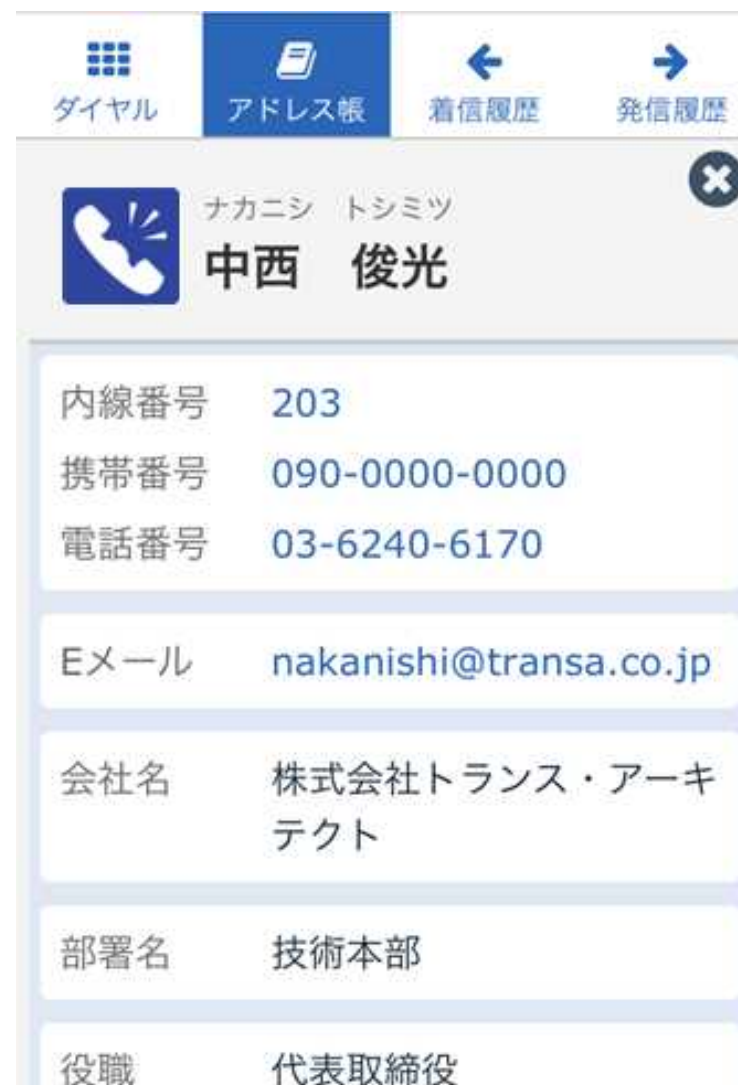 ダイヤル アドレス帳 着信履歴 発信履歴
ナカニシ　トシミツ
中西　俊光
内線番号 203
携帯番号 090-0000-0000
電話番号 03-6240-6170
Eメール nakanishi@transa.co.jp
会社名 株式会社トランス・アーキ
テクト
部署名 技術本部
役職 代表取締役